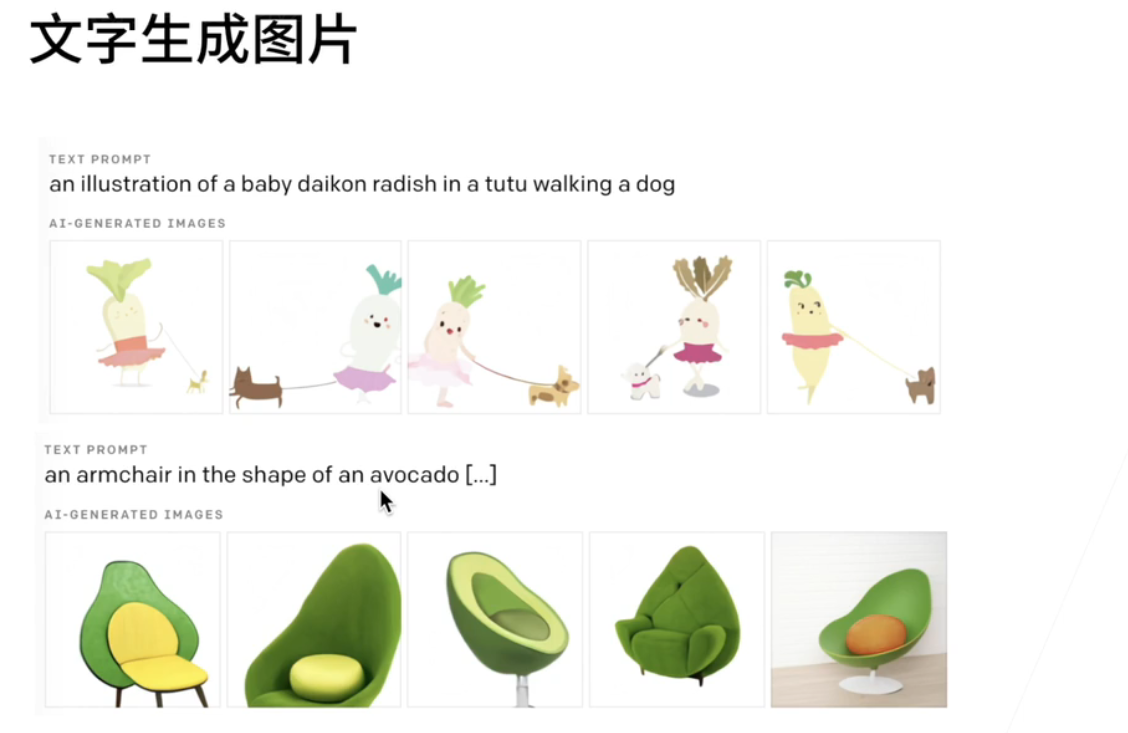 文字生成图片
TEXT PROMPT
an illustration of a baby daikon radish in a tutu walking a dog
AI-GENERATED IMAGES
TEXT PROMPT
an armchair in the shape of an avocado [...]
AI-GENERATED IMAGES